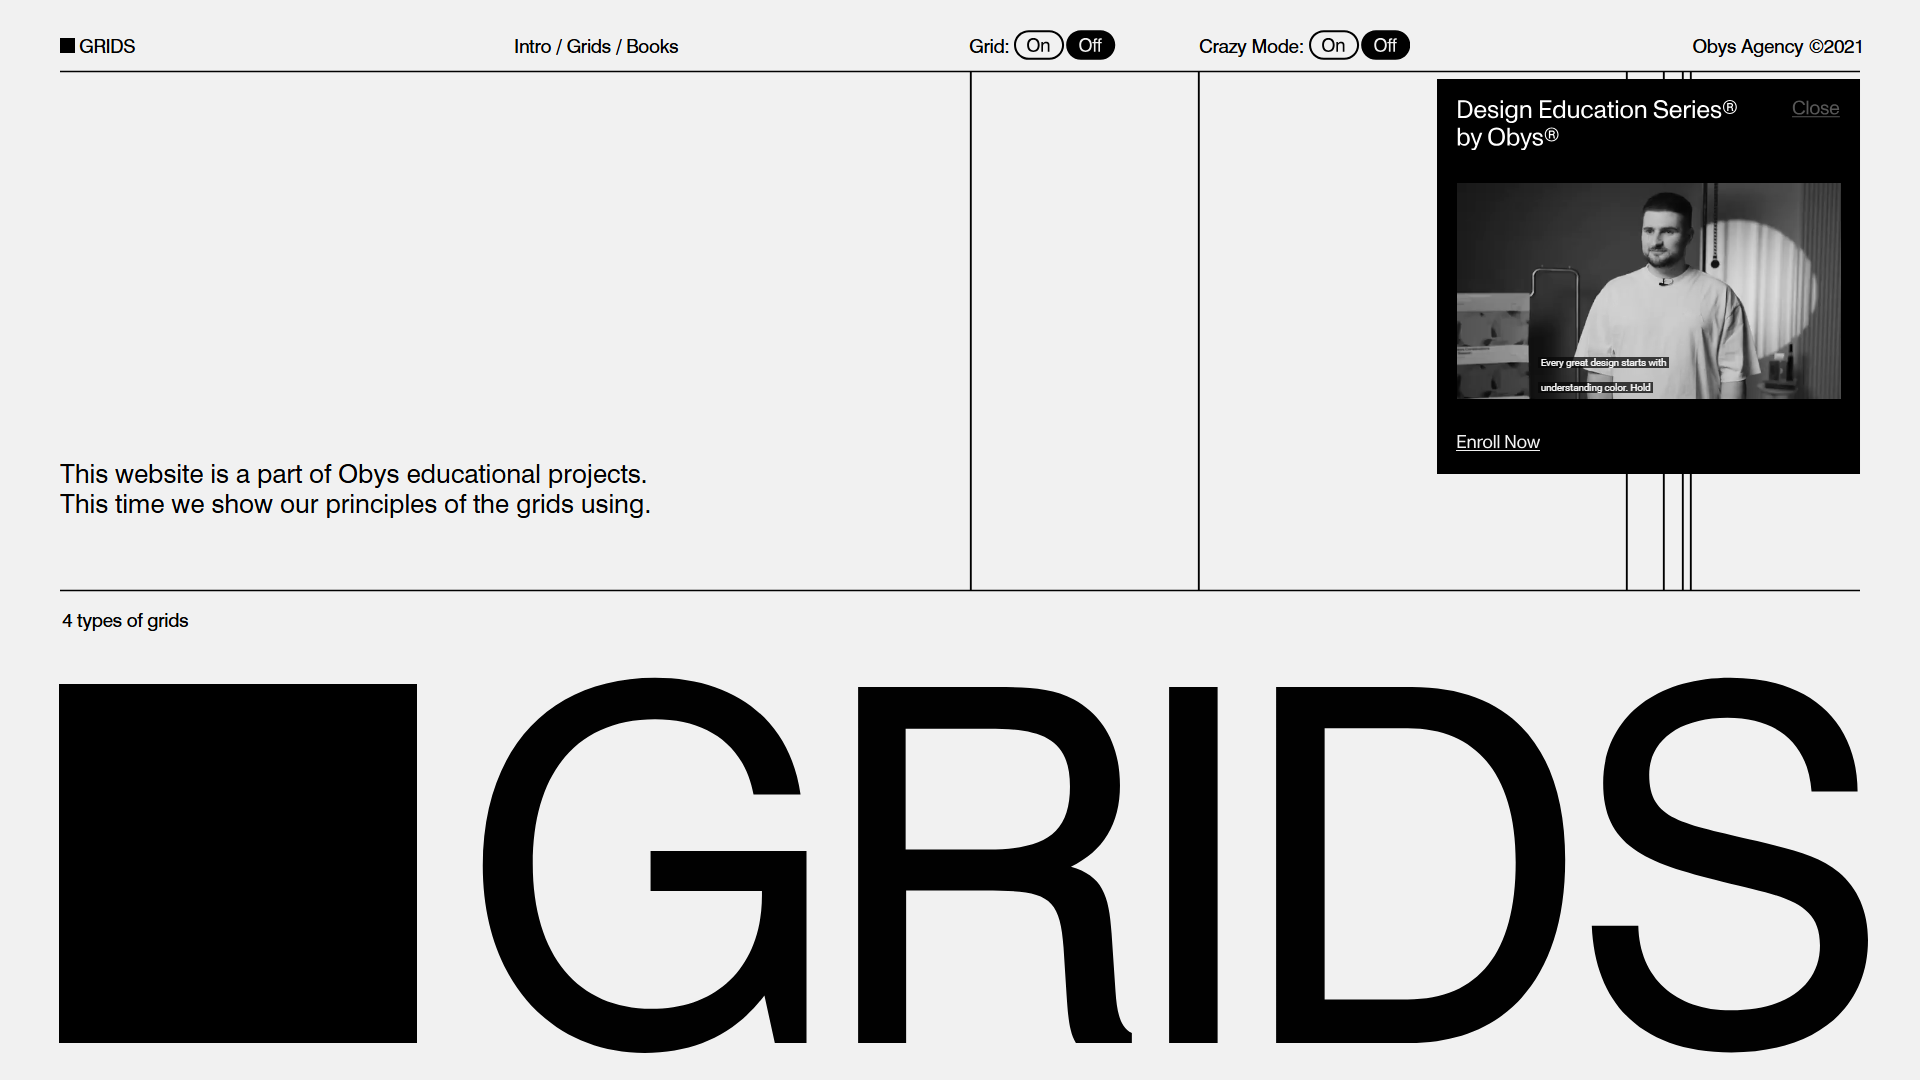 GRIDS
Intro / Grids / Books
Grid: On Off
Crazy Mode: On Off
Obys Agency ©2021
Design Education Series®
by Obys®
Close
Every great design starts with
understanding color. Hold
Enroll Now
This website is a part of Obys educational projects.
This time we show our principles of the grids using.
4 types of grids
GRIDS